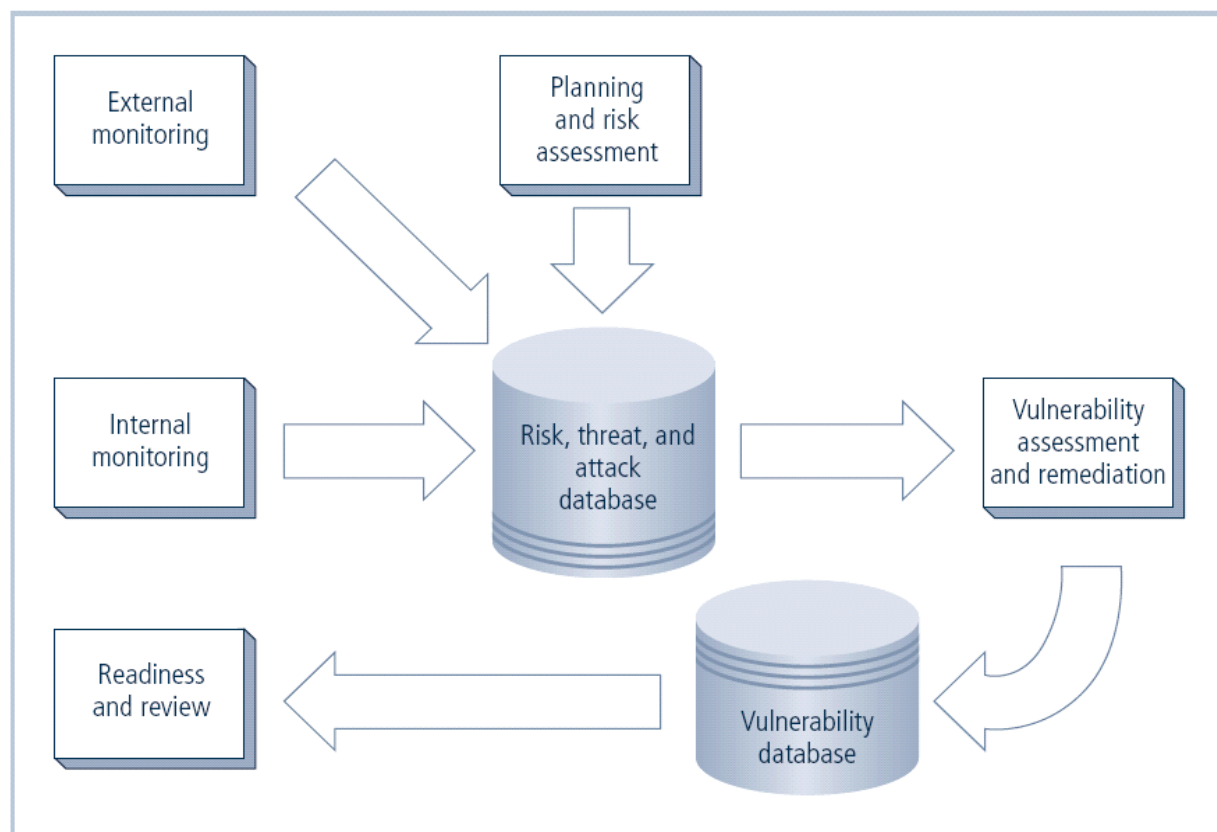 External
monitoring
Planning
and risk
assessment
Internal
monitoring
Risk, threat, and
attack
database
Vulnerability
assessment
and remediation
Readiness
and review
Vulnerability
database